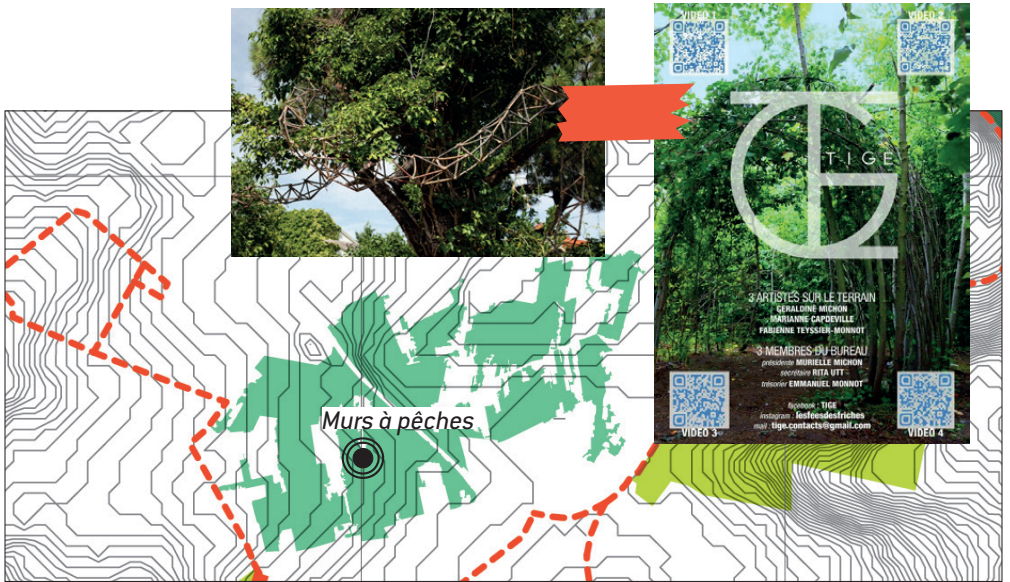 VIDEO 1
VIDEO 2
TIGE
3 ARTISTES SUR LE TERRAIN
GERALDINE MICHON
MARIANNE CAPDEVILLE
FABIENNE TEYSSIER-MONNOT
3 MEMBRES DU BUREAU
présidente MURIELLE MICHON
secrétaire RITA UTT
trésorier EMMANUEL MONNOT
facebook : TIGE
instagram : lesfeesdesfriches
mail : tige.contacts@gmail.com
VIDEO 3
VIDEO 4
Murs à pêches